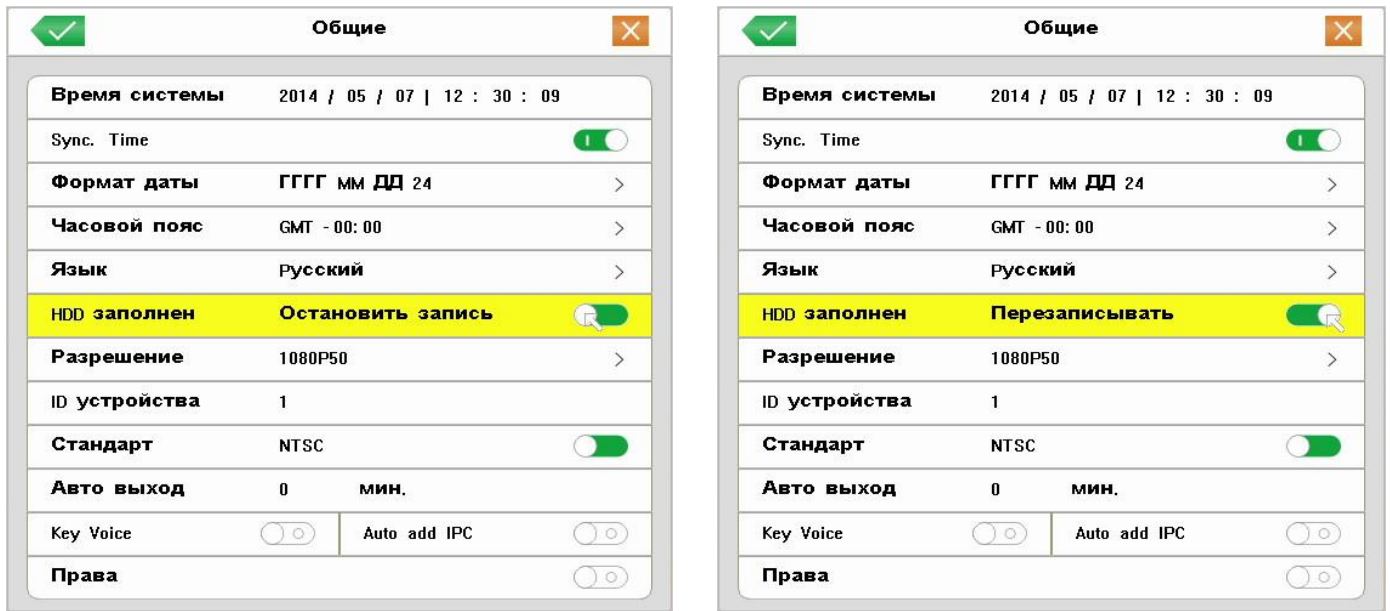 Общие
Время системы 2014 / 05 / 07 | 12 : 30 : 09
Sync. Time
Формат даты ГГГГ ММ ДД 24
Часовой пояс GMT - 00:00
Язык Русский
HDD заполнен Остановить запись
Разрешение 1080P50
ID устройства 1
Стандарт NTSC
Авто выход 0 мин.
Key Voice Auto add IPC
Права
Общие
Время системы 2014 / 05 / 07 | 12 : 30 : 09
Sync. Time
Формат даты ГГГГ ММ ДД 24
Часовой пояс GMT - 00:00
Язык Русский
HDD заполнен Перезаписывать
Разрешение 1080P50
ID устройства 1
Стандарт NTSC
Авто выход 0 мин.
Key Voice Auto add IPC
Права